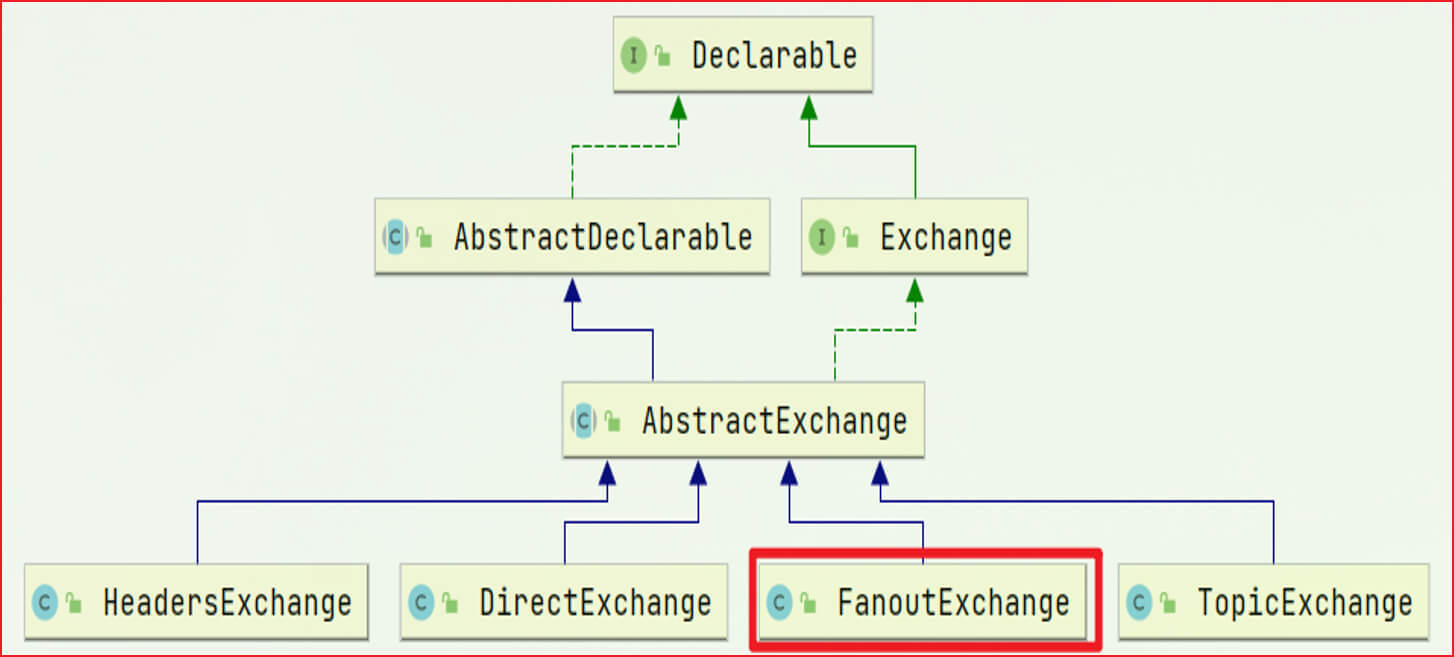 I Declarable
C AbstractDeclarable
I Exchange
C AbstractExchange
C HeadersExchange
C DirectExchange
C FanoutExchange
C TopicExchange